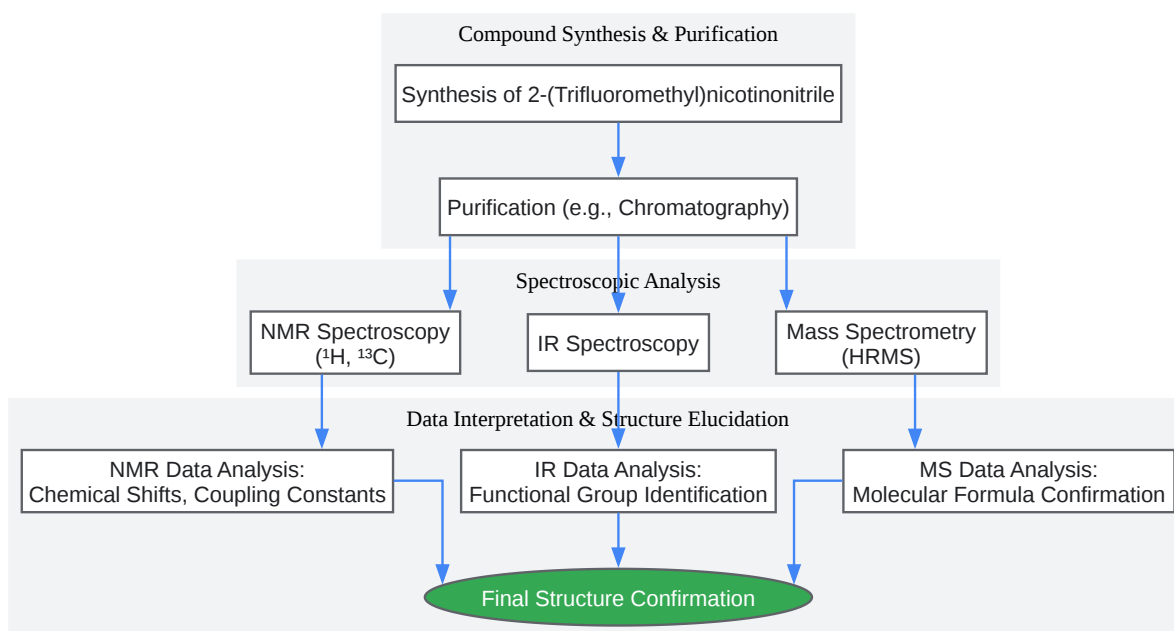 Compound Synthesis & Purification
Synthesis of 2-(Trifluoromethyl)nicotinonitrile
Purification (e.g., Chromatography)
Spectroscopic Analysis
NMR Spectroscopy
(¹H, ¹³C)
IR Spectroscopy
Mass Spectrometry
(HRMS)
Data Interpretation & Structure Elucidation
NMR Data Analysis:
Chemical Shifts, Coupling Constants
IR Data Analysis:
Functional Group Identification
MS Data Analysis:
Molecular Formula Confirmation
Final Structure Confirmation